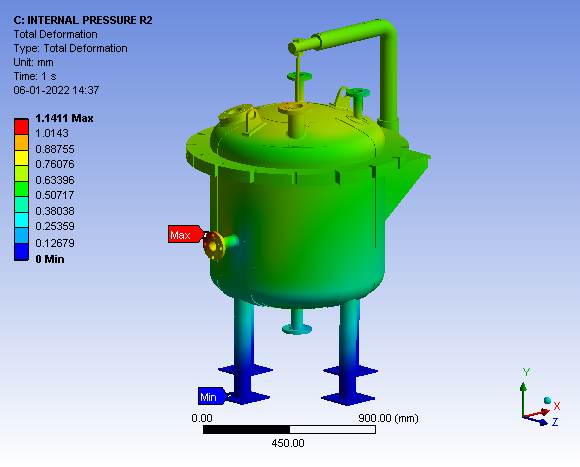 C: INTERNAL PRESSURE R2
Total Deformation
Type: Total Deformation
Unit: mm
Time: 1 s
06-01-2022 14:37
1.1411 Max
1.0143
0.88755
0.76076
0.63396
0.50717
0.38038
0.25359
0.12679
0 Min
Max
Min
0.00
900.00 (mm)
450.00
Y
X
Z